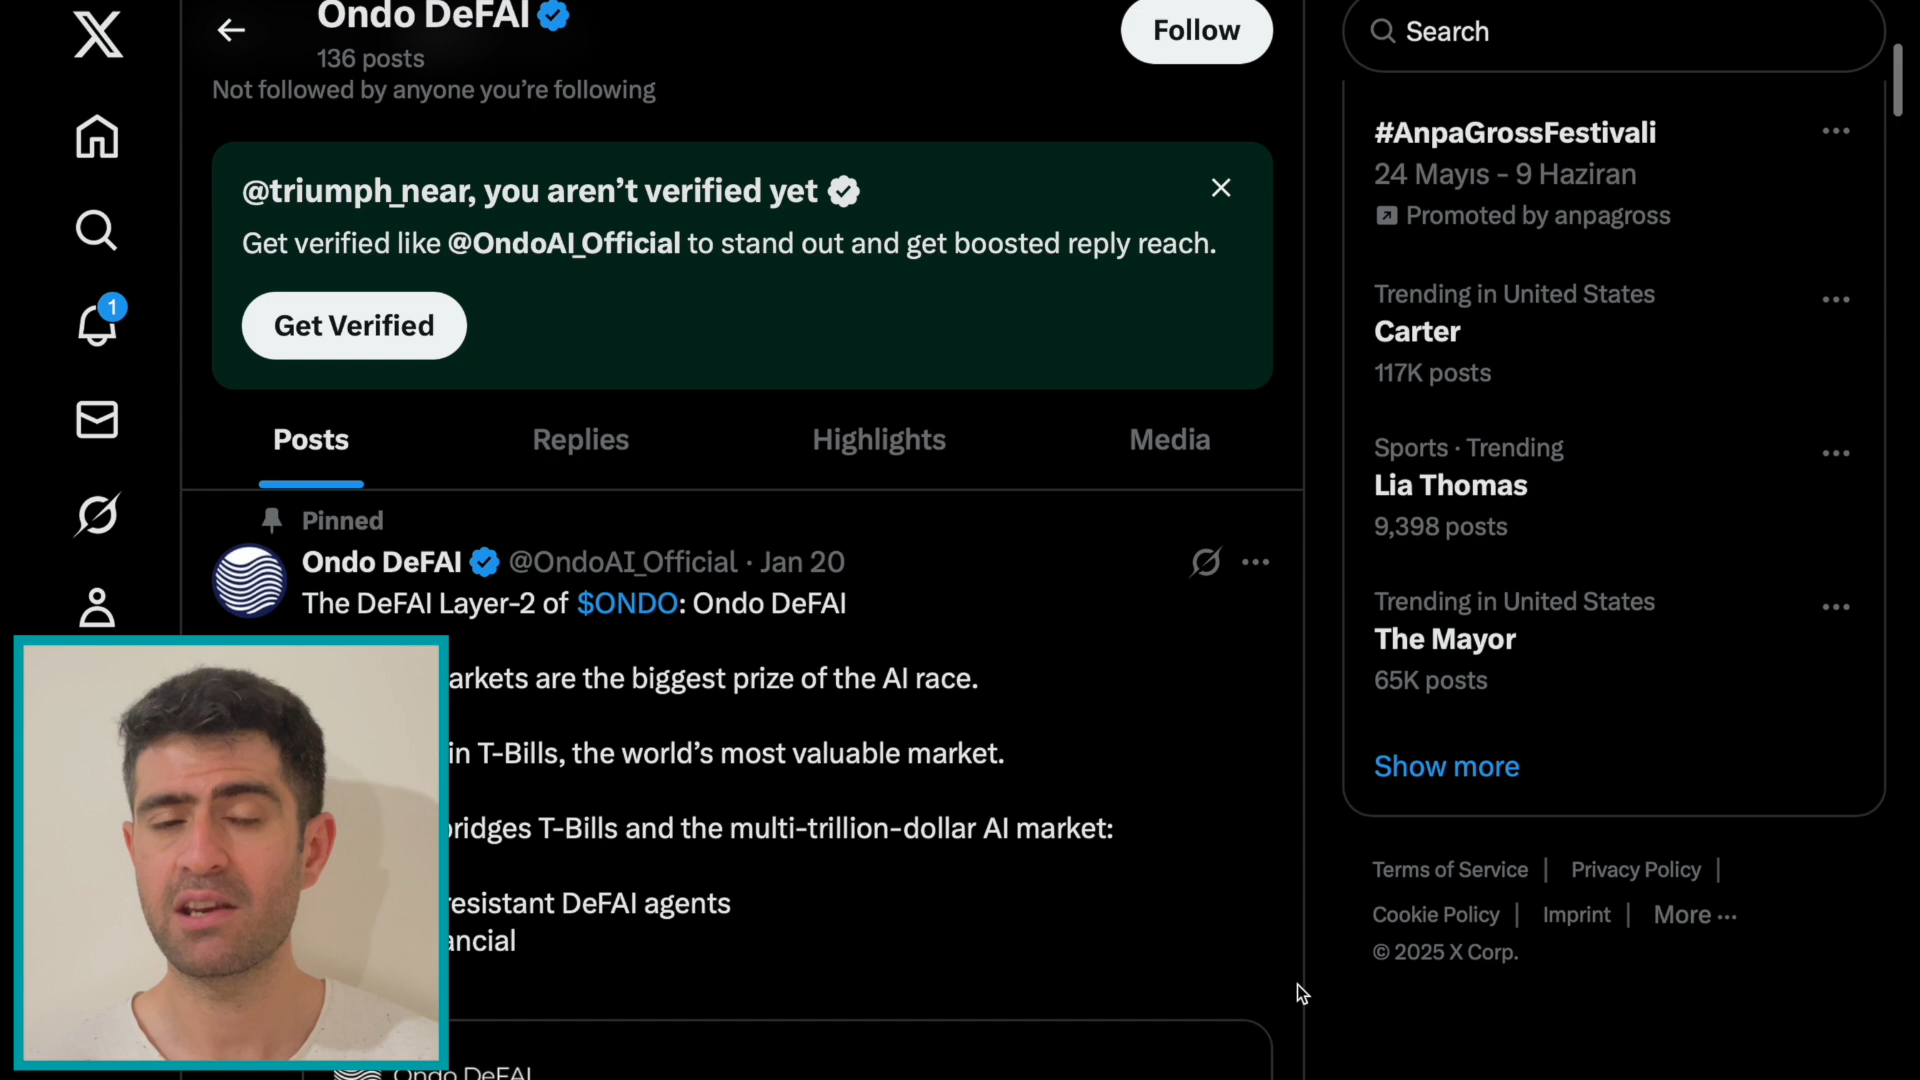 Ondo DeFAI
136 posts
Follow
Not followed by anyone you're following
@triumph_near, you aren't verified yet
Get verified like @OndoAI_Official to stand out and get boosted reply reach.
Get Verified
Posts
Replies
Highlights
Media
Pinned
Ondo DeFAI @OndoAI_Official · Jan 20
The DeFAI Layer-2 of $ONDO: Ondo DeFAI
arkets are the biggest prize of the AI race.
in T-Bills, the world's most valuable market.
bridges T-Bills and the multi-trillion-dollar AI market:
resistant DeFAI agents
ancial
Ondo DeFAI
1
Search
#AnpaGrossFestivali
24 Mayıs - 9 Haziran
Promoted by anpagross
Trending in United States
Carter
117K posts
Sports · Trending
Lia Thomas
9,398 posts
Trending in United States
The Mayor
65K posts
Show more
Terms of Service | Privacy Policy |
Cookie Policy | Imprint | More ···
© 2025 X Corp.